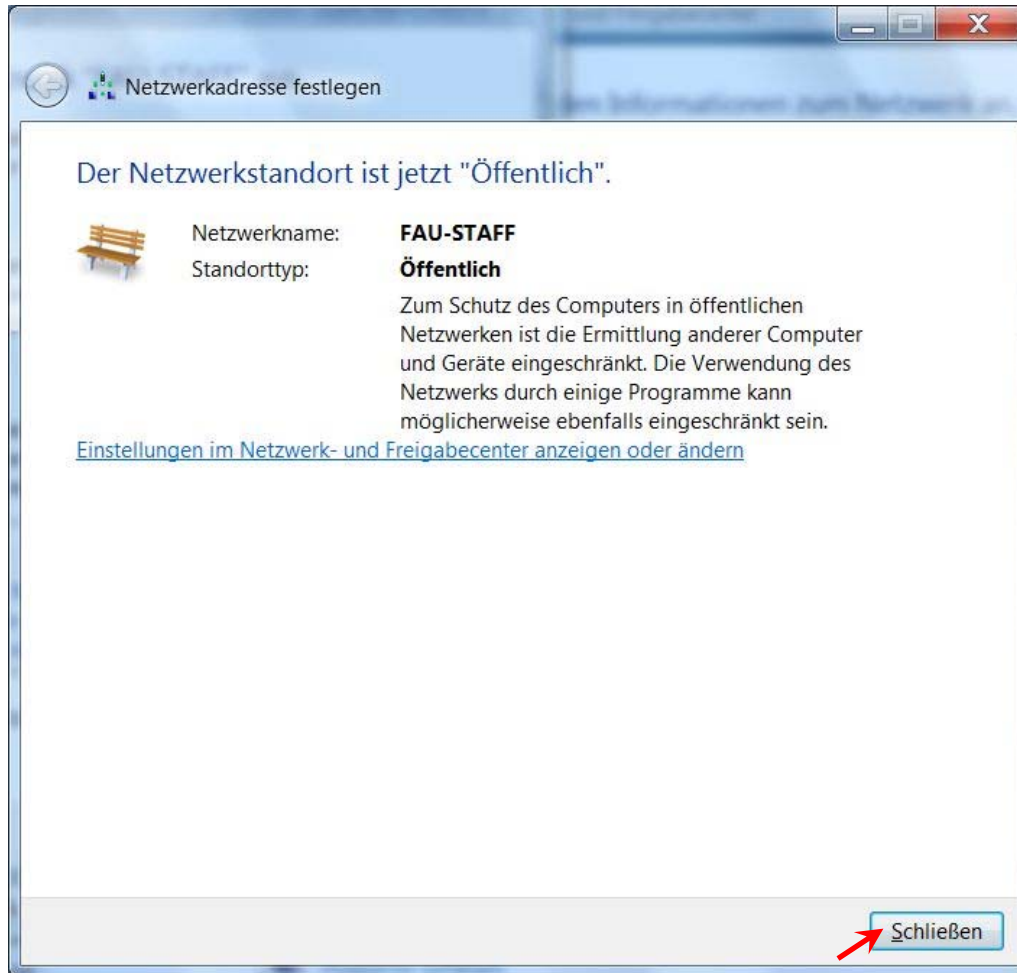 Netzwerkadresse festlegen
Der Netzwerkstandort ist jetzt "Öffentlich".
Netzwerkname: FAU-STAFF
Standorttyp: Öffentlich
Zum Schutz des Computers in öffentlichen
Netzwerken ist die Ermittlung anderer Computer
und Geräte eingeschränkt. Die Verwendung des
Netzwerks durch einige Programme kann
möglicherweise ebenfalls eingeschränkt sein.
Einstellungen im Netzwerk- und Freigabecenter anzeigen oder ändern
Schließen